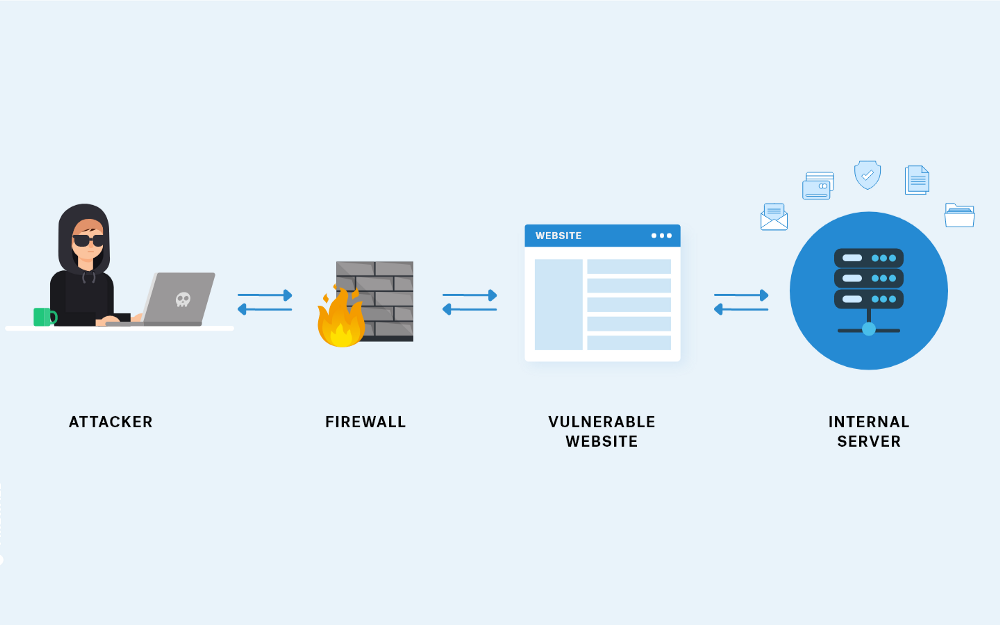 WEBSITE
ATTACKER
FIREWALL
VULNERABLE
WEBSITE
INTERNAL
SERVER